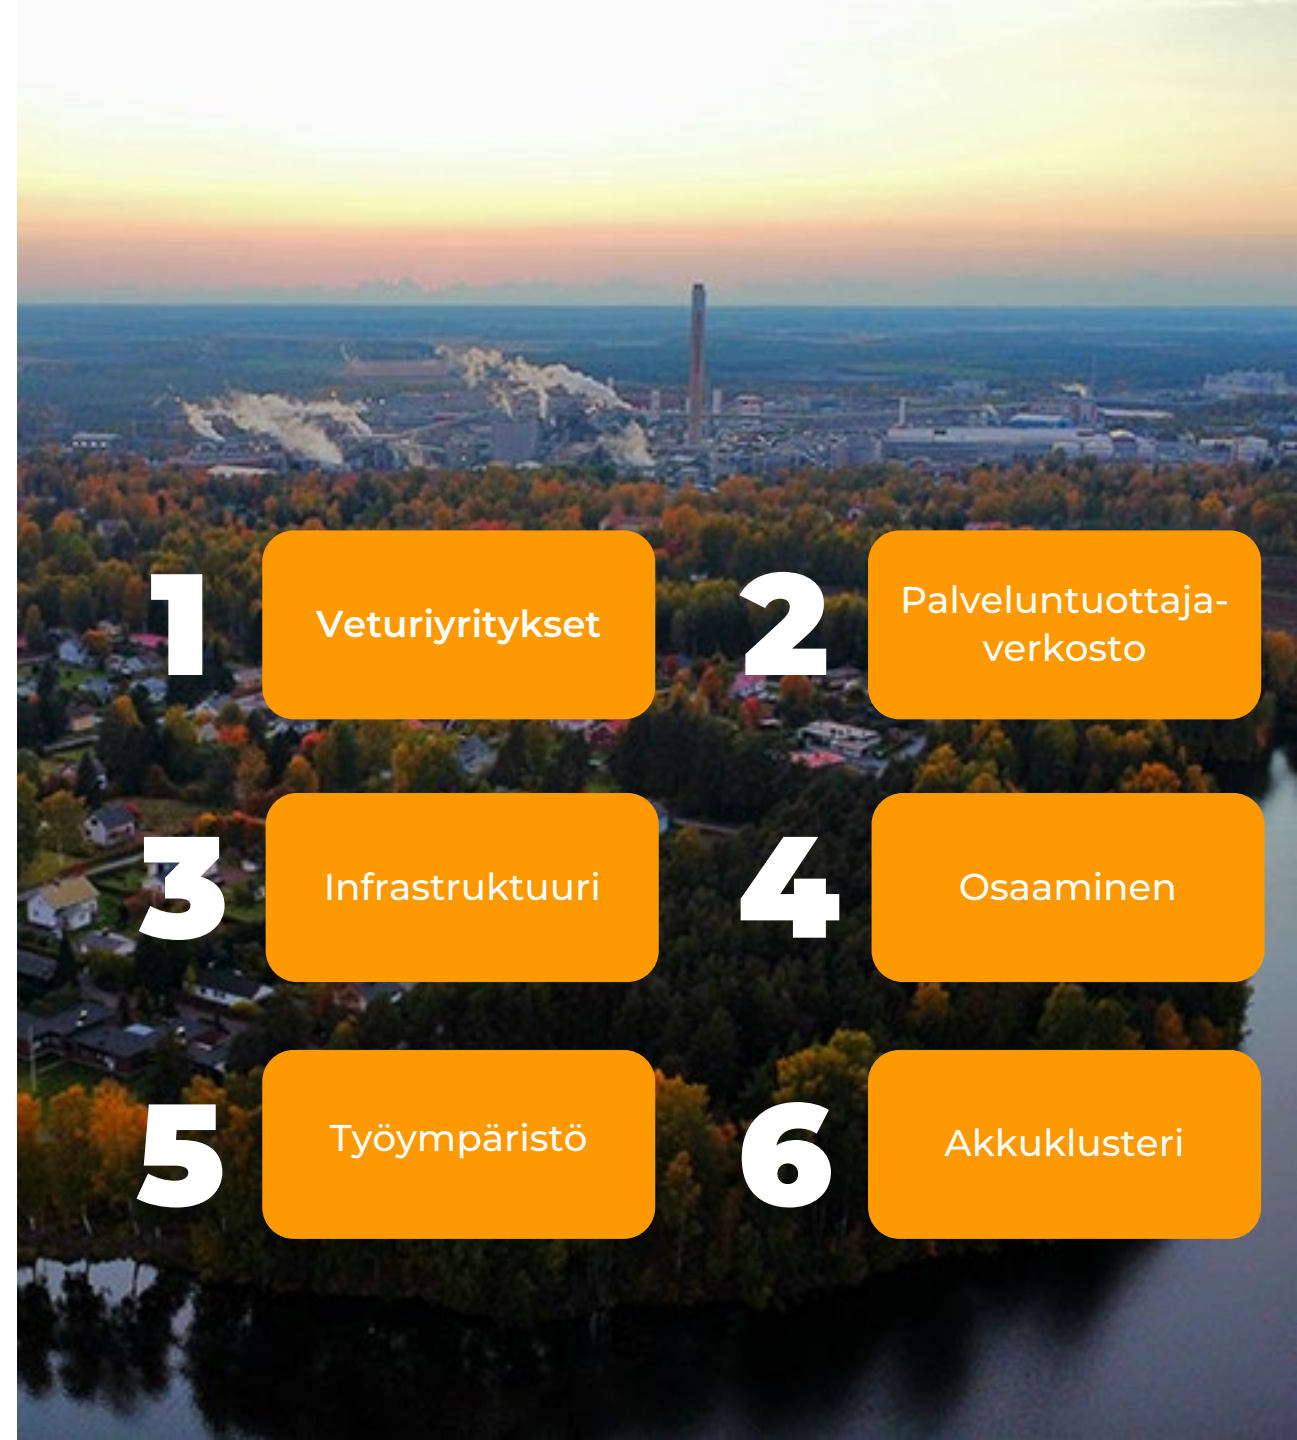 1
Veturiyritykset
2
Palveluntuottaja-
verkosto
3
Infrastruktuuri
4
Osaaminen
5
Työympäristö
6
Akkuklusteri